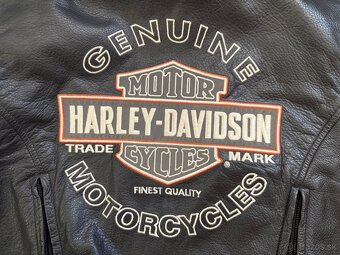 GENUINE
MOTOR
HARLEY-DAVIDSON
TRADE MARK
CYCLES
®
FINEST QUALITY
MOTORCYCLES